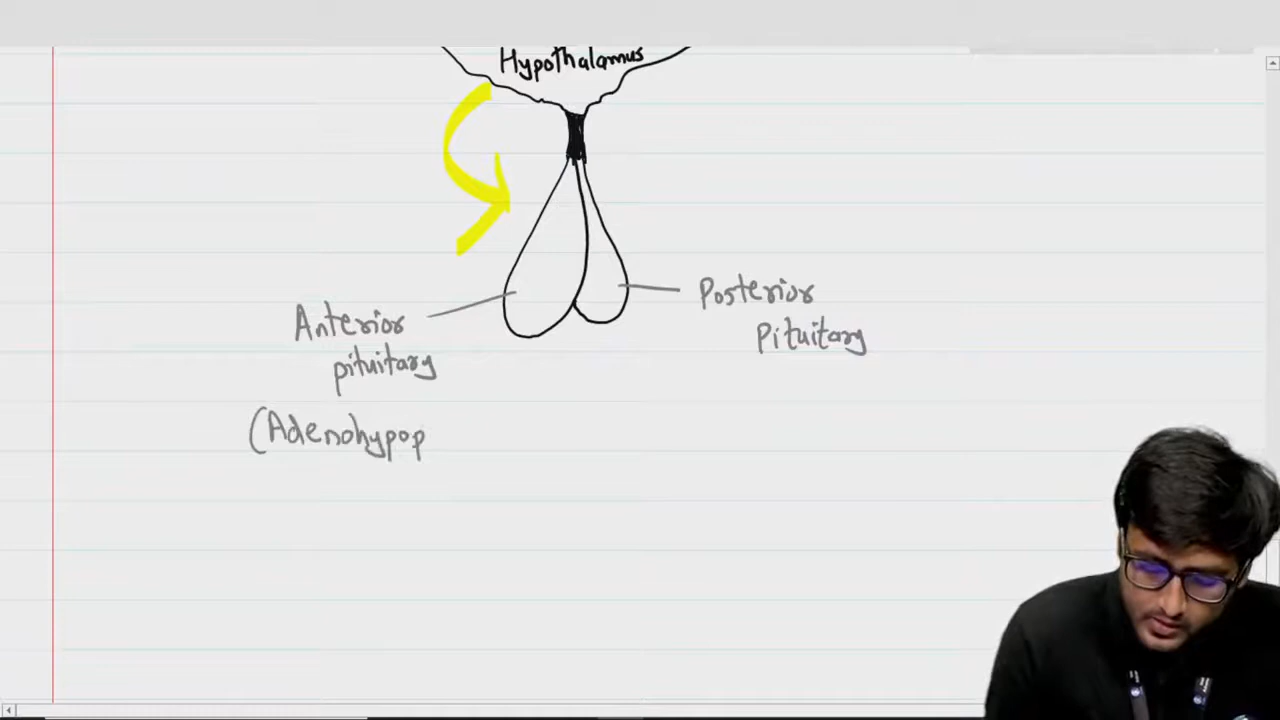 Hypothalamus
Posterior
Pituitary
Anterior
pituitary
(Adenohypop